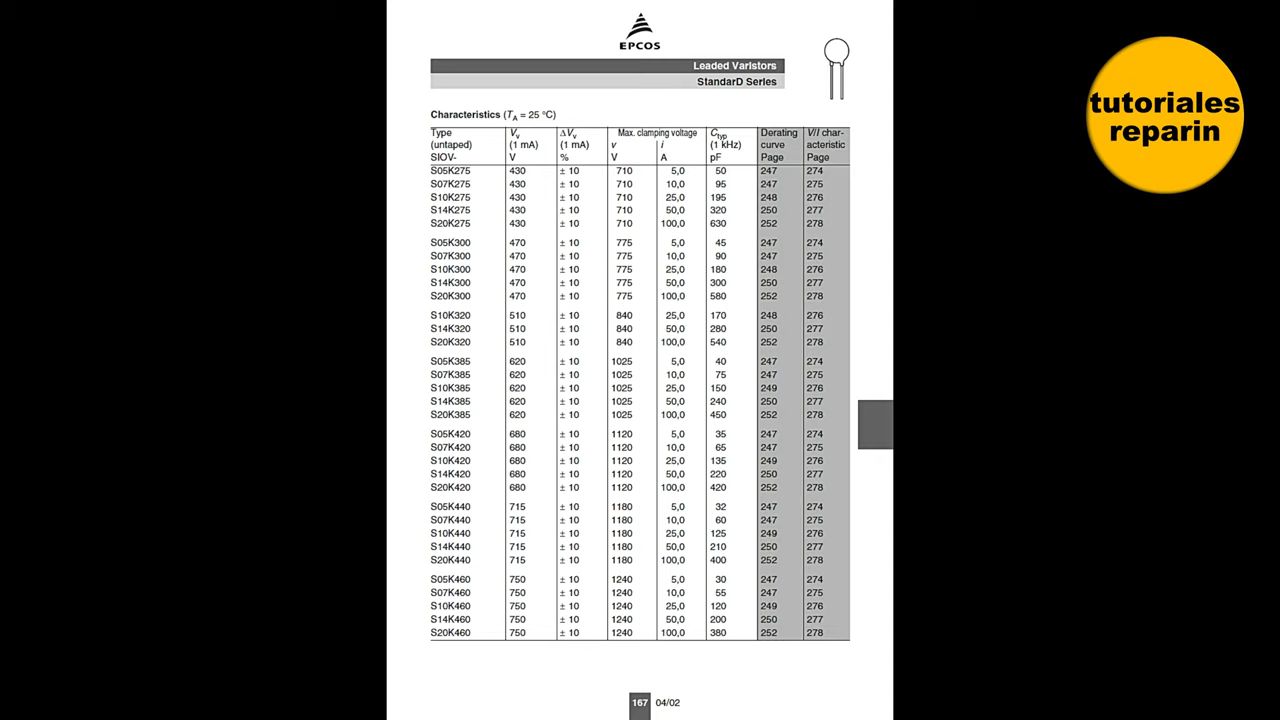 EPCOS
Leaded Varistors
StandarD Series
tutoriales
reparin
Characteristics (TA = 25 °C)
Type Vv ΔVv Max. clamping voltage Ctyp Derating V/I char-
(untaped) (1 mA) (1 mA) v i (1 kHz) curve acteristic
SIOV- V % V A pF Page Page
S05K275 430 ± 10 710 5,0 50 247 274
S07K275 430 ± 10 710 10,0 95 247 275
S10K275 430 ± 10 710 25,0 195 248 276
S14K275 430 ± 10 710 50,0 320 250 277
S20K275 430 ± 10 710 100,0 630 252 278
S05K300 470 ± 10 775 5,0 45 247 274
S07K300 470 ± 10 775 10,0 90 247 275
S10K300 470 ± 10 775 25,0 180 248 276
S14K300 470 ± 10 775 50,0 300 250 277
S20K300 470 ± 10 775 100,0 580 252 278
S10K320 510 ± 10 840 25,0 170 248 276
S14K320 510 ± 10 840 50,0 280 250 277
S20K320 510 ± 10 840 100,0 540 252 278
S05K385 620 ± 10 1025 5,0 40 247 274
S07K385 620 ± 10 1025 10,0 75 247 275
S10K385 620 ± 10 1025 25,0 150 249 276
S14K385 620 ± 10 1025 50,0 240 250 277
S20K385 620 ± 10 1025 100,0 450 252 278
S05K420 680 ± 10 1120 5,0 35 247 274
S07K420 680 ± 10 1120 10,0 65 247 275
S10K420 680 ± 10 1120 25,0 135 249 276
S14K420 680 ± 10 1120 50,0 220 250 277
S20K420 680 ± 10 1120 100,0 420 252 278
S05K440 715 ± 10 1180 5,0 32 247 274
S07K440 715 ± 10 1180 10,0 60 247 275
S10K440 715 ± 10 1180 25,0 125 249 276
S14K440 715 ± 10 1180 50,0 210 250 277
S20K440 715 ± 10 1180 100,0 400 252 278
S05K460 750 ± 10 1240 5,0 30 247 274
S07K460 750 ± 10 1240 10,0 55 247 275
S10K460 750 ± 10 1240 25,0 120 249 276
S14K460 750 ± 10 1240 50,0 200 250 277
S20K460 750 ± 10 1240 100,0 380 252 278
167 04/02